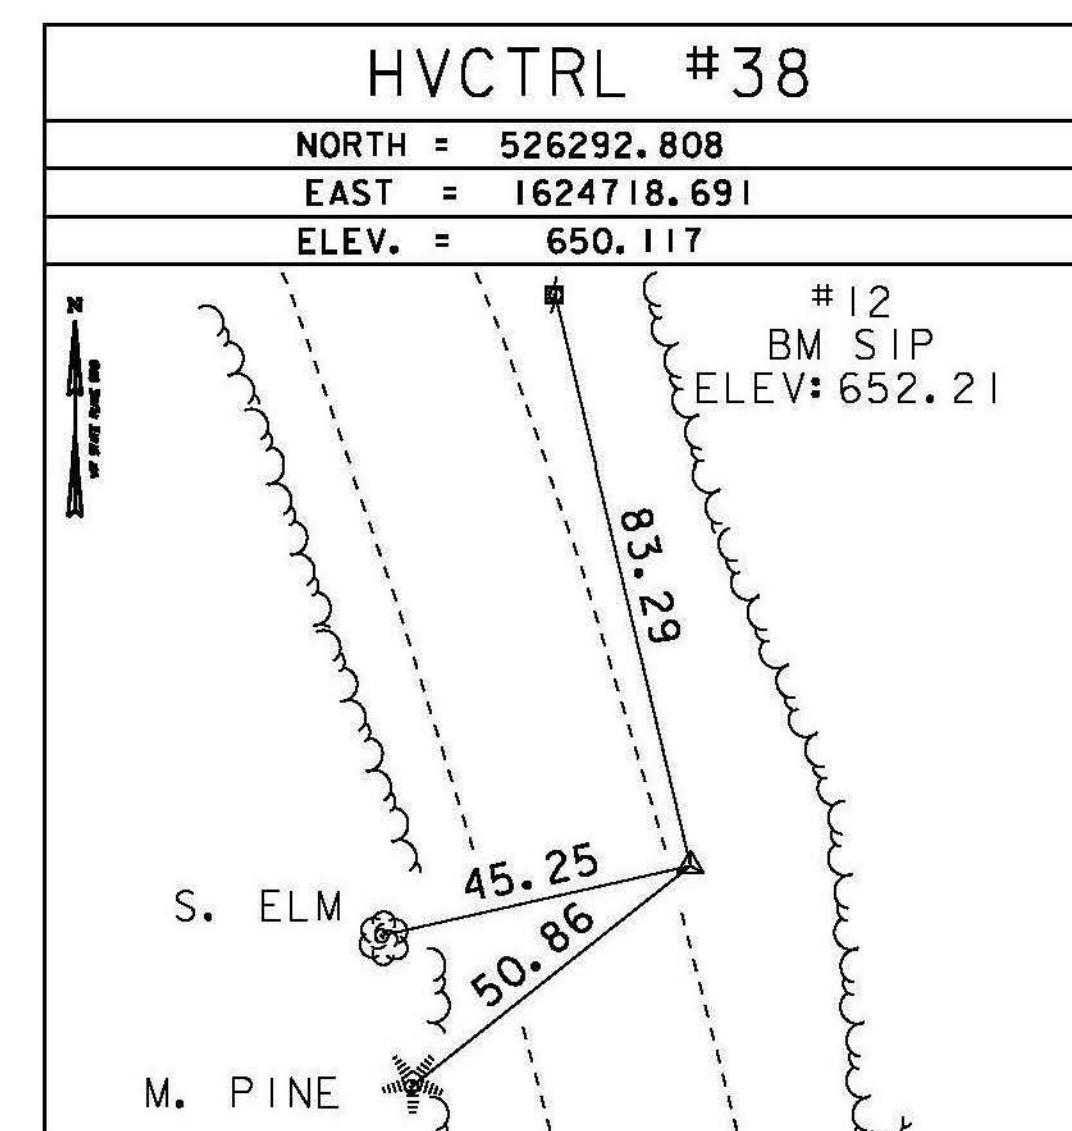 HVCTRL #38
NORTH = 526292.808
EAST = 1624718.691
ELEV. = 650.117
N
#12
BM SIP
ELEV: 652.21
83.29
45.25
S. ELM
50.86
M. PINE